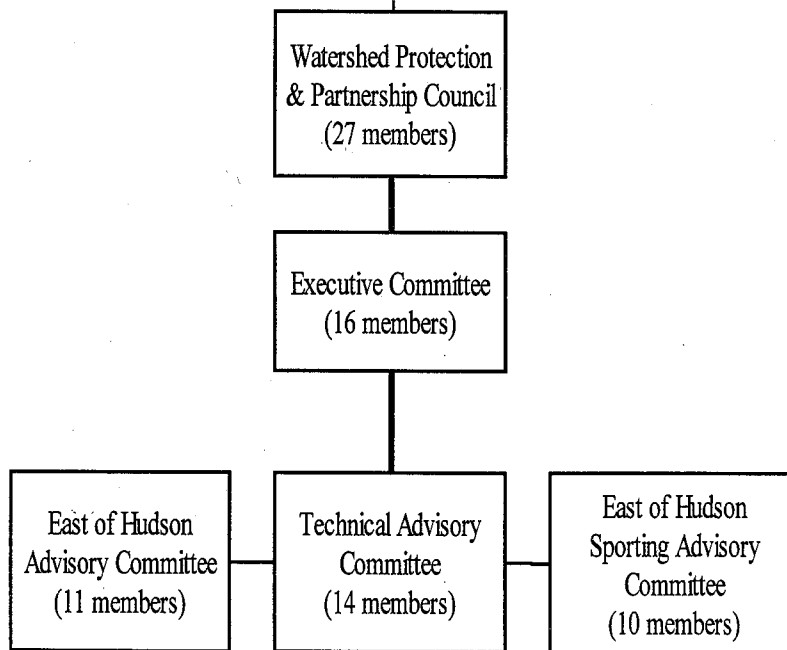 Watershed Protection
& Partnership Council
(27 members)
Executive Committee
(16 members)
East of Hudson
Advisory Committee
(11 members)
Technical Advisory
Committee
(14 members)
East of Hudson
Sporting Advisory
Committee
(10 members)